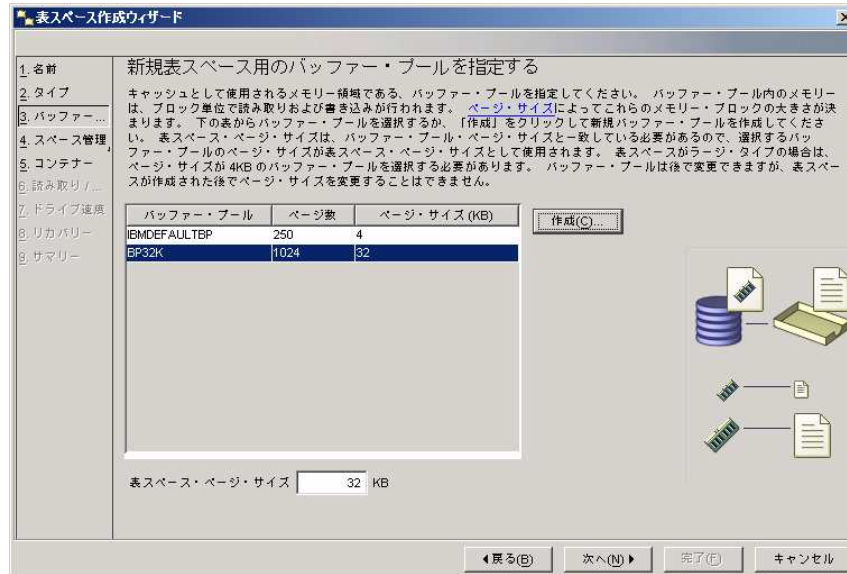 表スペース作成ウィザード
1. 名前
2. タイプ
3. バッファー...
4. スペース管理
5. コンテナー
6. 読み取り / ...
7. ドライブ速度
8. リカバリー
9. サマリー
新規表スペース用のバッファー・プールを指定する
キャッシュとして使用されるメモリー領域である、バッファー・プールを指定してください。 バッファー・プール内のメモリー
は、ブロック単位で読み取りおよび書き込みが行われます。 ページ・サイズによってこれらのメモリー・ブロックの大きさが決
まります。 下の表からバッファー・プールを選択するか、「作成」をクリックして新規バッファー・プールを作成してくださ
い。 表スペース・ページ・サイズは、バッファー・プール・ページ・サイズと一致している必要があるので、選択するバッ
ファー・プールのページ・サイズが表スペース・ページ・サイズとして使用されます。 表スペースがラージ・タイプの場合は、
ページ・サイズが 4KB のバッファー・プールを選択する必要があります。 バッファー・プールは後で変更できますが、表スペー
スが作成された後でページ・サイズを変更することはできません。
バッファー・プール ページ数 ページ・サイズ (KB)
IBMDEFAULTBP 250 4
BP32K 1024 32
作成(C)...
表スペース・ページ・サイズ 32 KB
戻る(B) 次へ(N) 完了(F) キャンセル